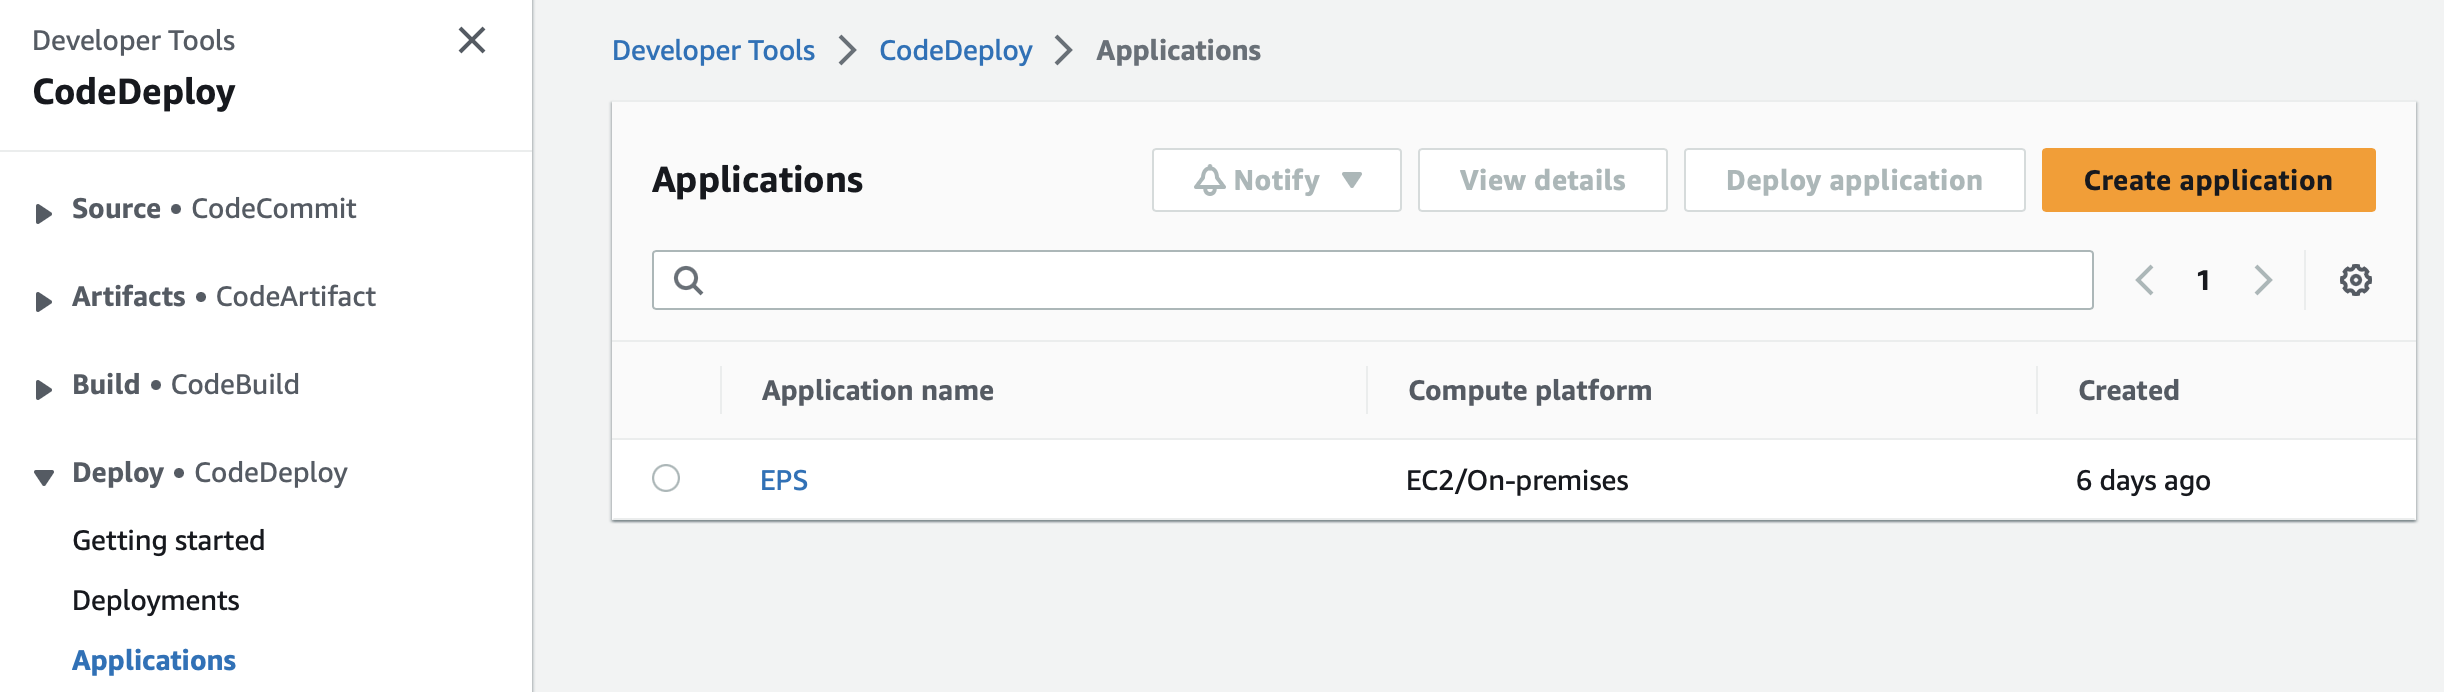 Developer Tools
CodeDeploy
Source • CodeCommit
Artifacts • CodeArtifact
Build • CodeBuild
Deploy • CodeDeploy
Getting started
Deployments
Applications
Developer Tools > CodeDeploy > Applications
Applications
Notify
View details
Deploy application
Create application
1
Application name Compute platform Created
EPS EC2/On-premises 6 days ago